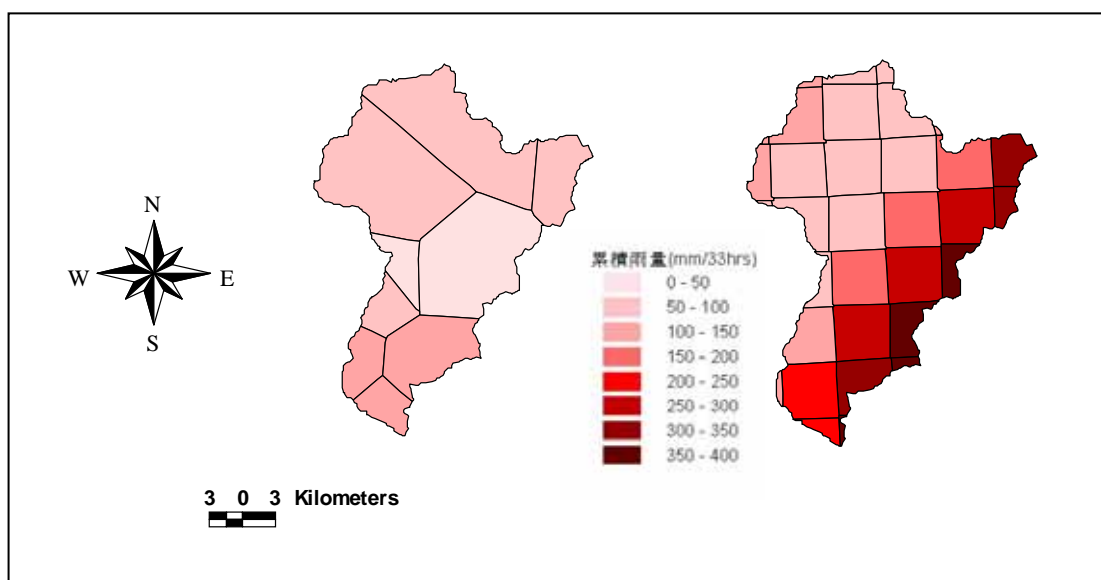 N
W E
S
累積雨量(mm/33hrs)
0 - 50
50 - 100
100 - 150
150 - 200
200 - 250
250 - 300
300 - 350
350 - 400
3 0 3 Kilometers